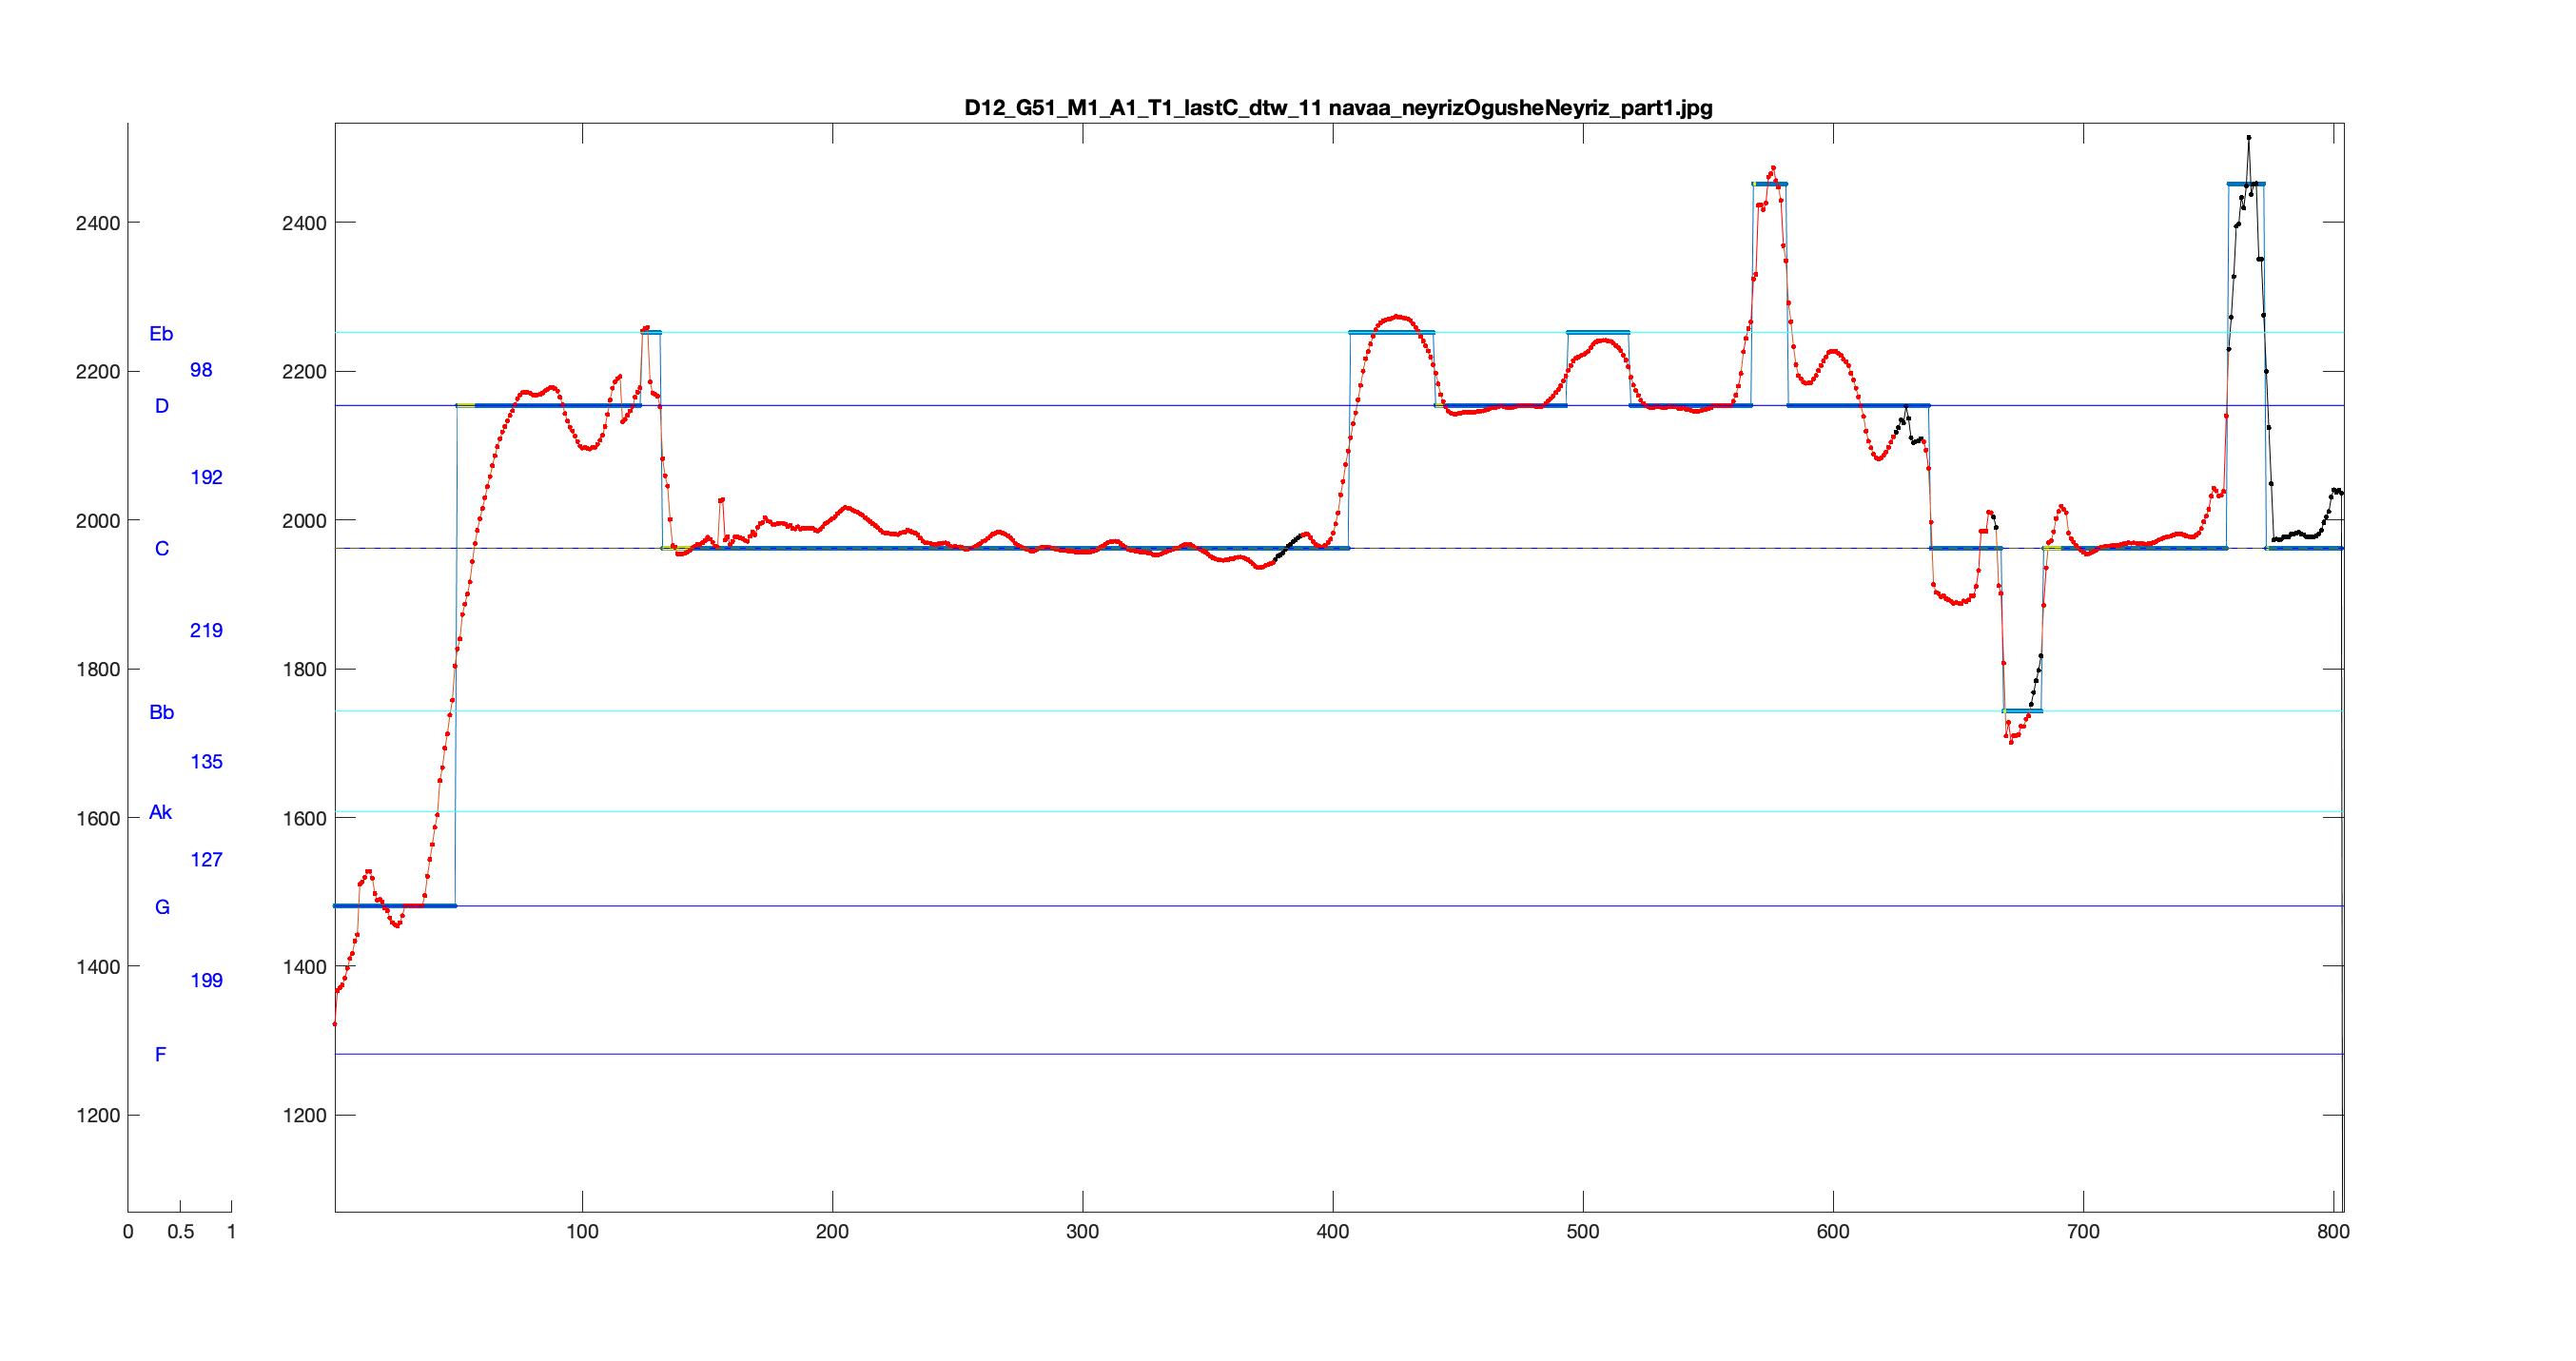 D12_G51_M1_A1_T1_lastC_dtw_11 navaa_neyrizOgusheNeyriz_part1.jpg
2400 2400
Eb
2200 98 2200
D
192
2000 2000
C
219
1800 1800
Bb
135
1600 Ak 1600
127
G
1400 199 1400
F
1200 1200
0 0.5 1 100 200 300 400 500 600 700 800